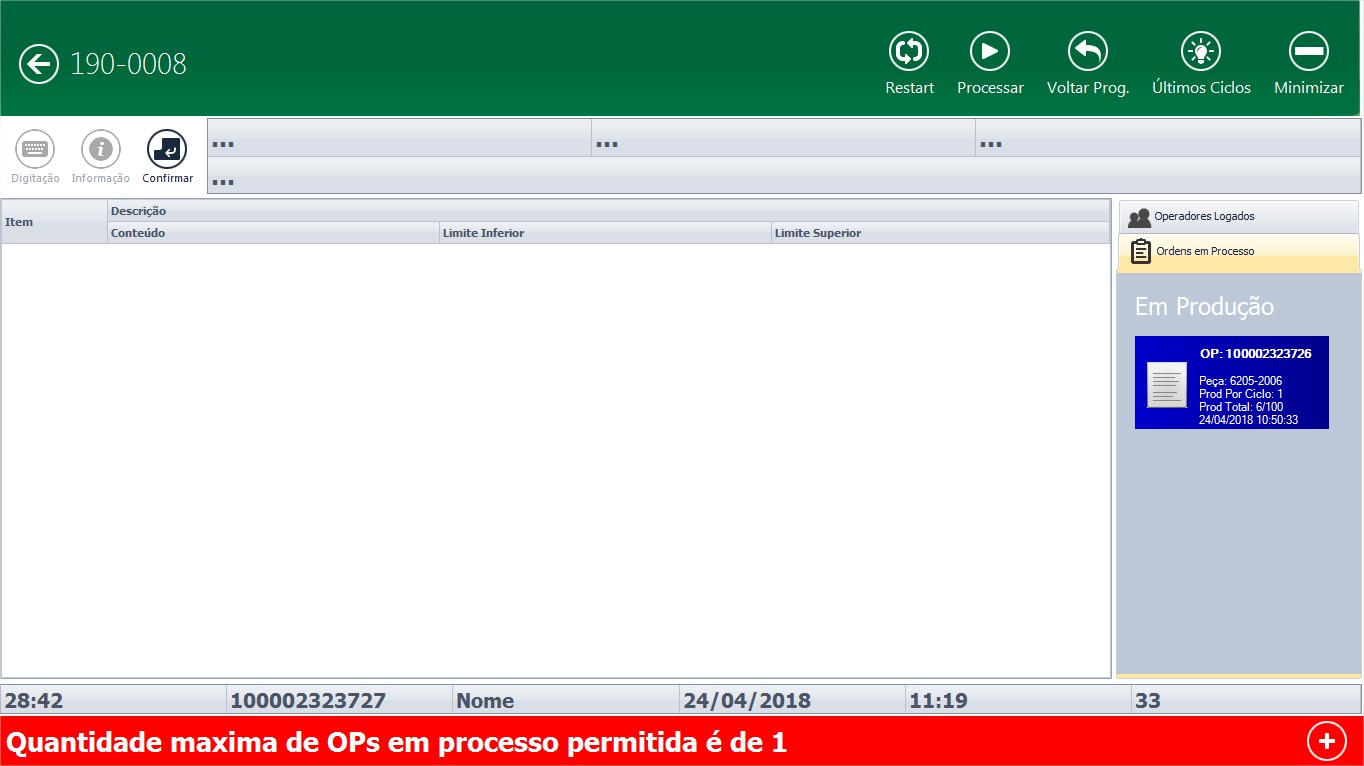 190-0008
Restart
Processar
Voltar Prog.
Últimos Ciclos
Minimizar
Digitação
Informação
Confirmar
... ... ...
...
Item
Descrição
Conteúdo
Limite Inferior
Limite Superior
Operadores Logados
Ordens em Processo
Em Produção
OP: 100002323726
Peça: 6205-2006
Prod Por Ciclo: 1
Prod Total: 6/100
24/04/2018 10:50:33
28:42 100002323727 Nome 24/04/2018 11:19 33
Quantidade maxima de OPs em processo permitida é de 1